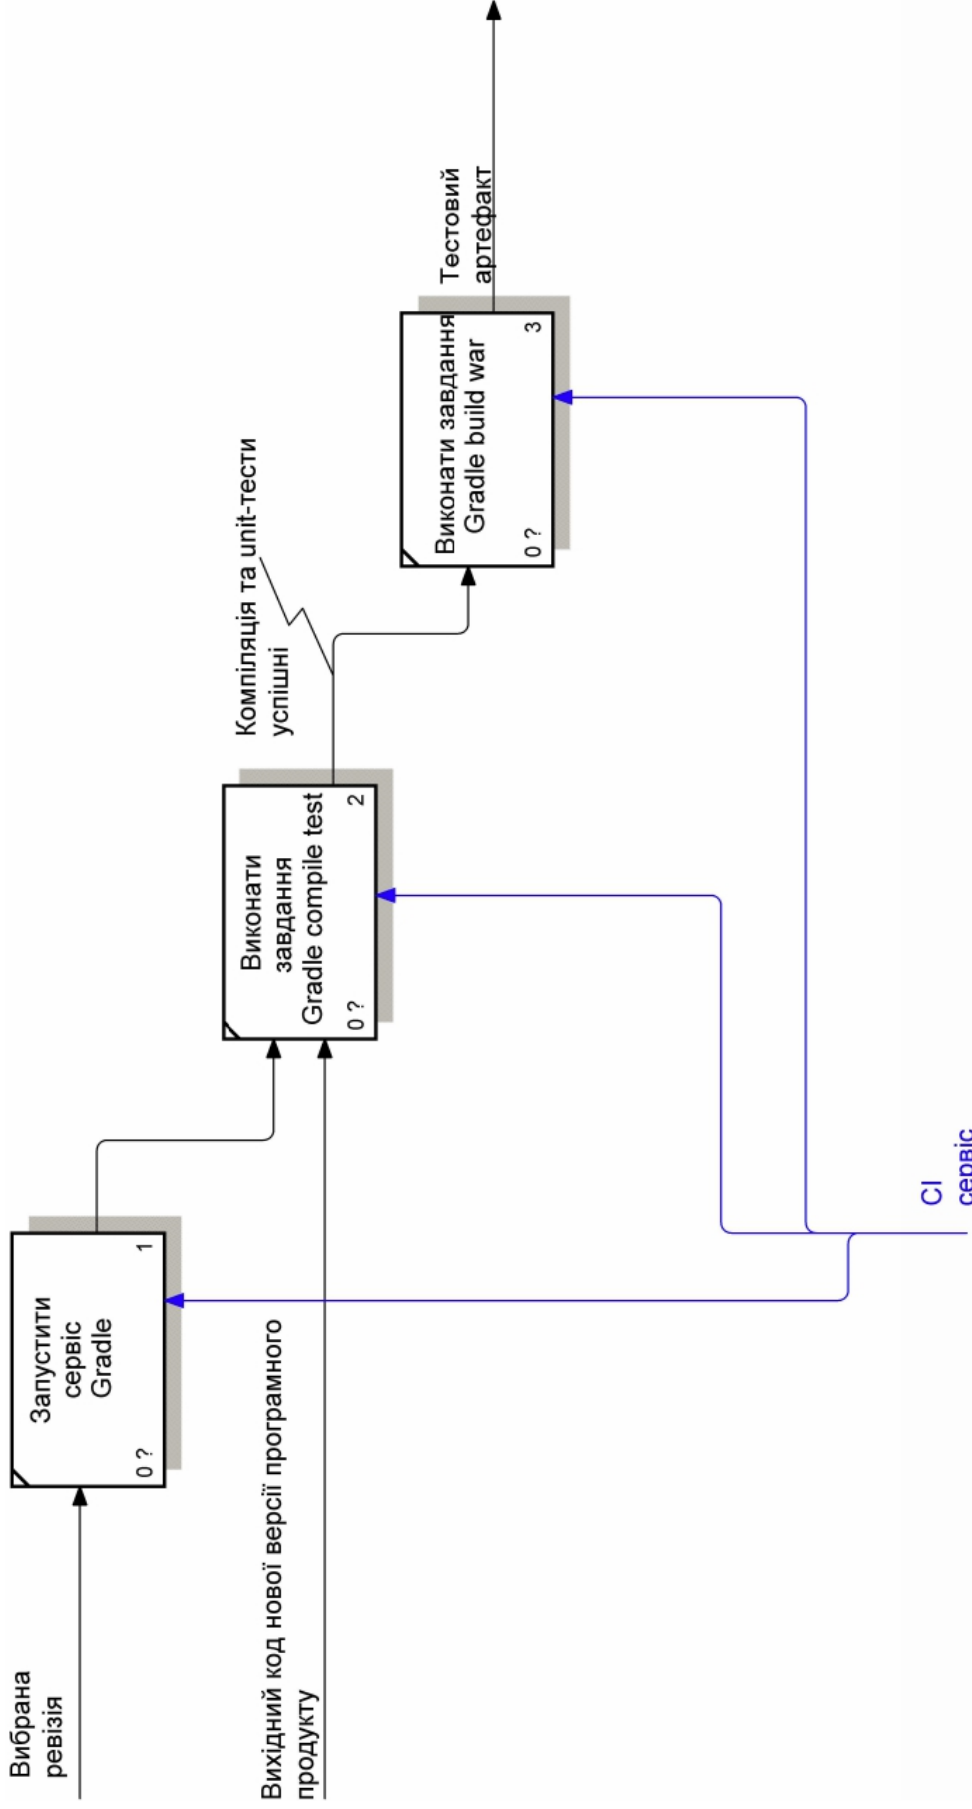 Вибрана
ревізія
Вихідний код нової версії програмного
продукту
Запустити
сервіс
Gradle
0 ?
1
Виконати
завдання
Gradle compile test
0 ?
2
Компіляція та unit-тести
успішні
Виконати завдання
Gradle build war
0 ?
3
Тестовий
артефакт
CI
сервіс